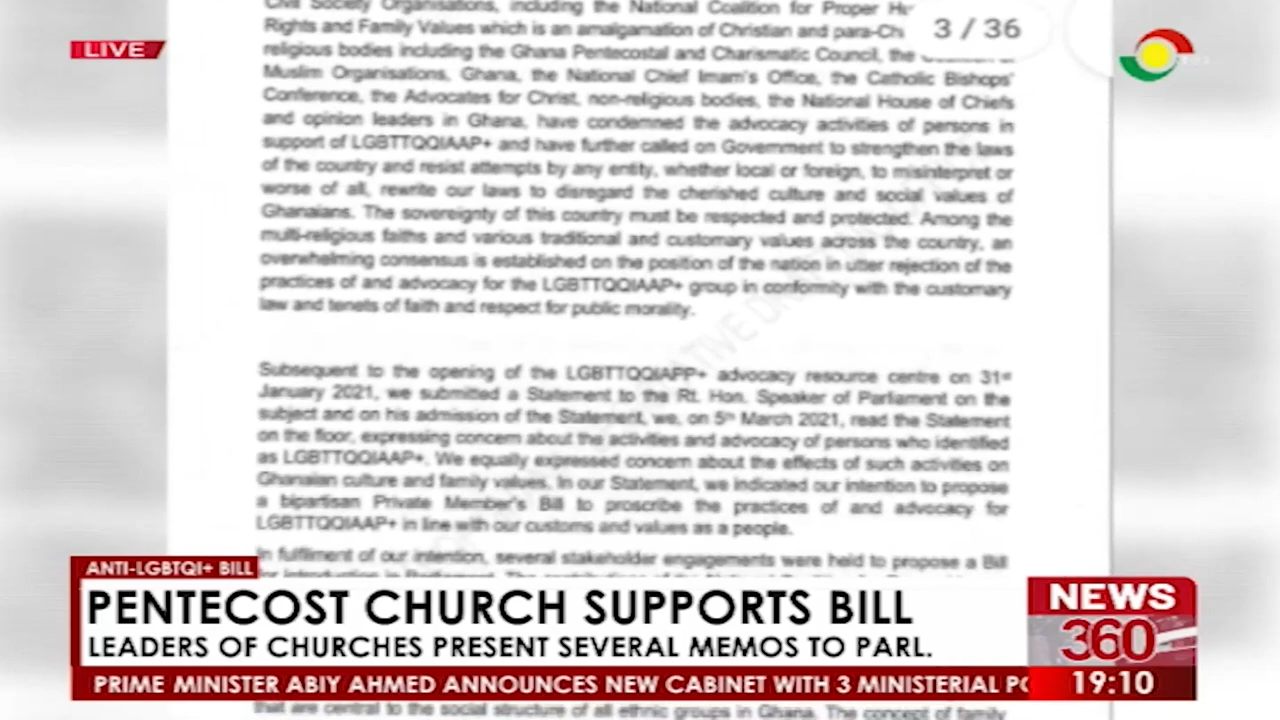 Civil Society Organisations, including the National Coalition for Proper
Rights and Family Values which is an amalgamation of Christian and
3 / 36
LIVE
religious bodies including the Ghana Pentecostal and Charismatic Council, the
Muslim Organisations, Ghana, the National Chief Imam's Office, the Catholic Bishops'
Conference, the Advocates for Christ, non-religious bodies, the National House of Chiefs
and opinion leaders in Ghana, have condemned the advocacy activities of persons in
support of LGBTTQQIAAP+ and have further called on Government to strengthen the laws
of the country and resist attempts by any entity, whether local or foreign, to misinterpret or
worse of all, rewrite our laws to disregard the cherished culture and social values of
Ghanaians. The sovereignty of this country must be respected and protected. Among the
multi-religious faiths and various traditional and customary values across the country, an
overwhelming consensus is established on the position of the nation in utter rejection of the
practices of and advocacy for the LGBTTQQIAAP+ group in conformity with the customary
law and tenets of faith and respect for public morality.
Subsequent to the opening of the LGBTTQQIAPP+ advocacy resource centre on 31st
January 2021, we submitted a Statement to the Rt. Hon. Speaker of Parliament on the
subject and on his admission of the Statement, we, on 5th March 2021, read the Statement
on the floor, expressing concern about the activities and advocacy of persons who identified
as LGBTTQQIAAP+. We equally expressed concern about the effects of such activities on
Ghanaian culture and family values. In our Statement, we indicated our intention to propose
a bipartisan Private Member's Bill to proscribe the practices of and advocacy for
LGBTTQQIAAP+ in line with our customs and values as a people.
In fulfilment of our intention, several stakeholder engagements were held to propose a Bill
ANTI-LGBTQI+ BILL
PENTECOST CHURCH SUPPORTS BILL
LEADERS OF CHURCHES PRESENT SEVERAL MEMOS TO PARL.
NEWS
360
PRIME MINISTER ABIY AHMED ANNOUNCES NEW CABINET WITH 3 MINISTERIAL
19:10
that are central to the social structure of all ethnic groups in Ghana. The concept of family